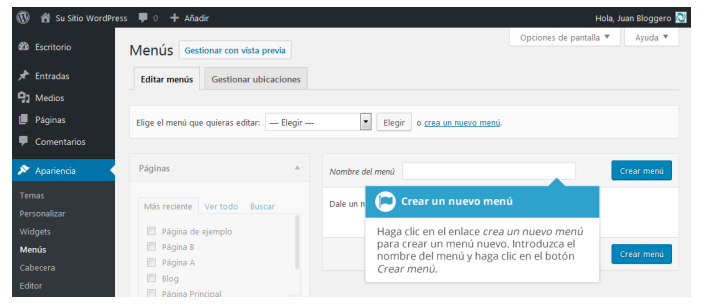 Su Sitio WordPress 0 + Añadir Hola, Juan Bloggero
Opciones de pantalla Ayuda
Escritorio
Entradas
Medios
Páginas
Comentarios
Apariencia
Temas
Personalizar
Widgets
Menús
Cabecera
Editor
Menús Gestionar con vista previa
Editar menús Gestionar ubicaciones
Elige el menú que quieras editar: — Elegir — Elegir o crea un nuevo menú.
Páginas
Más reciente Ver todo Buscar
Página de ejemplo
Página B
Página A
Blog
Página Principal
Nombre del menú Crear menú
Dale un n
Crear menú
Crear un nuevo menú
Haga clic en el enlace crea un nuevo menú
para crear un menú nuevo. Introduzca el
nombre del menú y haga clic en el botón
Crear menú.